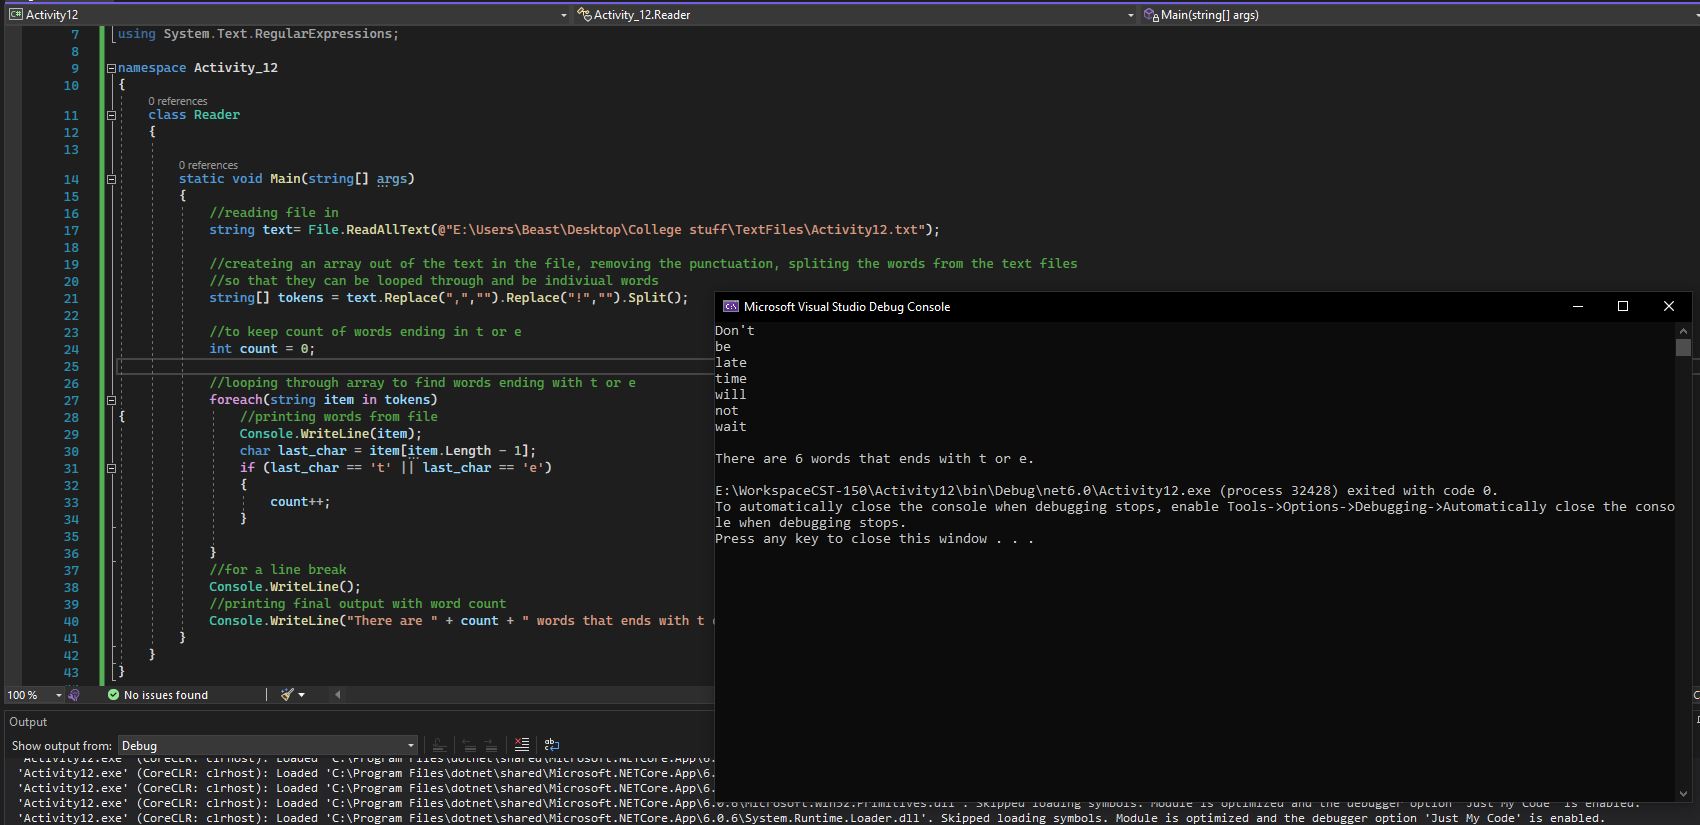 Activity12
Activity_12.Reader
Main(string[] args)
7 using System.Text.RegularExpressions;
8
9 namespace Activity_12
10 {
0 references
11 class Reader
12 {
13
0 references
14 static void Main(string[] args)
15 {
16 //reading file in
17 string text= File.ReadAllText(@"E:\Users\Beast\Desktop\College stuff\TextFiles\Activity12.txt");
18
19 //createing an array out of the text in the file, removing the punctuation, spliting the words from the text files
20 //so that they can be looped through and be indiviual words
21 string[] tokens = text.Replace(",","").Replace("!","").Split();
22
23 //to keep count of words ending in t or e
24 int count = 0;
25
26 //looping through array to find words ending with t or e
27 foreach(string item in tokens)
28 { //printing words from file
29 Console.WriteLine(item);
30 char last_char = item[item.Length - 1];
31 if (last_char == 't' || last_char == 'e')
32 {
33 count++;
34 }
35
36 }
37 //for a line break
38 Console.WriteLine();
39 //printing final output with word count
40 Console.WriteLine("There are " + count + " words that ends with t
41 }
42 }
43 }
100 %
No issues found
Microsoft Visual Studio Debug Console
Don't
be
late
time
will
not
wait
There are 6 words that ends with t or e.
E:\WorkspaceCST-150\Activity12\bin\Debug\net6.0\Activity12.exe (process 32428) exited with code 0.
To automatically close the console when debugging stops, enable Tools->Options->Debugging->Automatically close the conso
le when debugging stops.
Press any key to close this window . . .
Output
Show output from: Debug
'Activity12.exe' (CoreCLR: clrhost): Loaded 'C:\Program Files\dotnet\shared\Microsoft.NETCore.App\6.
'Activity12.exe' (CoreCLR: clrhost): Loaded 'C:\Program Files\dotnet\shared\Microsoft.NETCore.App\6.
'Activity12.exe' (CoreCLR: clrhost): Loaded 'C:\Program Files\dotnet\shared\Microsoft.NETCore.App\6.
'Activity12.exe' (CoreCLR: clrhost): Loaded 'C:\Program Files\dotnet\shared\Microsoft.NETCore.App\6.0.6\Microsoft.Win32.Primitives.dll'. Skipped loading symbols. Module is optimized and the debugger option 'Just My Code' is enabled.
'Activity12.exe' (CoreCLR: clrhost): Loaded 'C:\Program Files\dotnet\shared\Microsoft.NETCore.App\6.0.6\System.Runtime.Loader.dll'. Skipped loading symbols. Module is optimized and the debugger option 'Just My Code' is enabled.